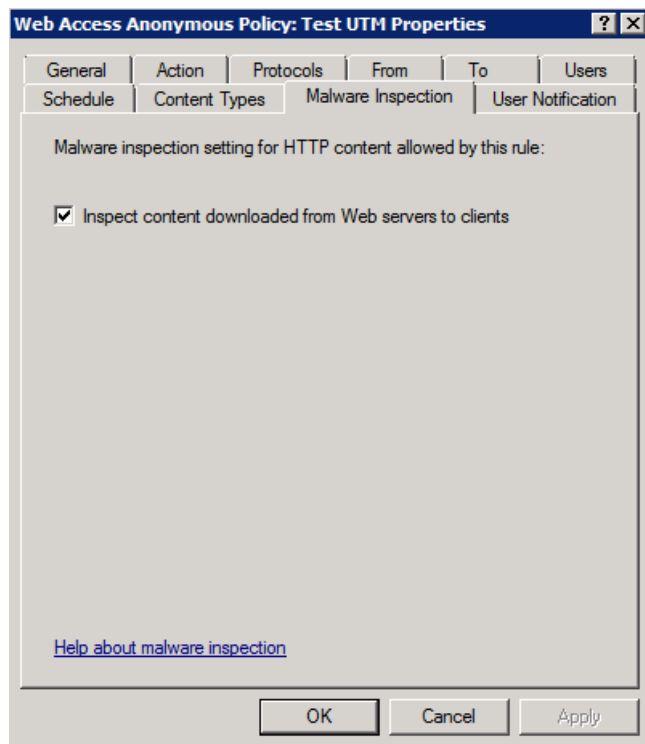 Web Access Anonymous Policy: Test UTM Properties
General Action Protocols From To Users
Schedule Content Types Malware Inspection User Notification
Malware inspection setting for HTTP content allowed by this rule:
Inspect content downloaded from Web servers to clients
Help about malware inspection
OK Cancel Apply